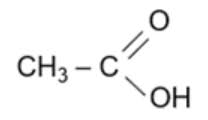 O
CH₃ – C
OH